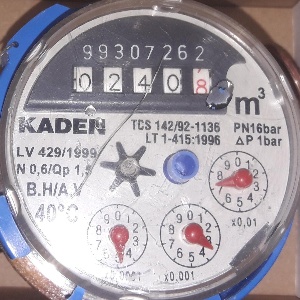 99307262
02408
m³
KADEN
TCS 142/92-1136 PN16bar
LV 429/1999 LT 1-415:1996 ΔP 1bar
N 0,6/Qp 1,5
B.H/A.V
40°C
x0,01
x0.0001 x0.001